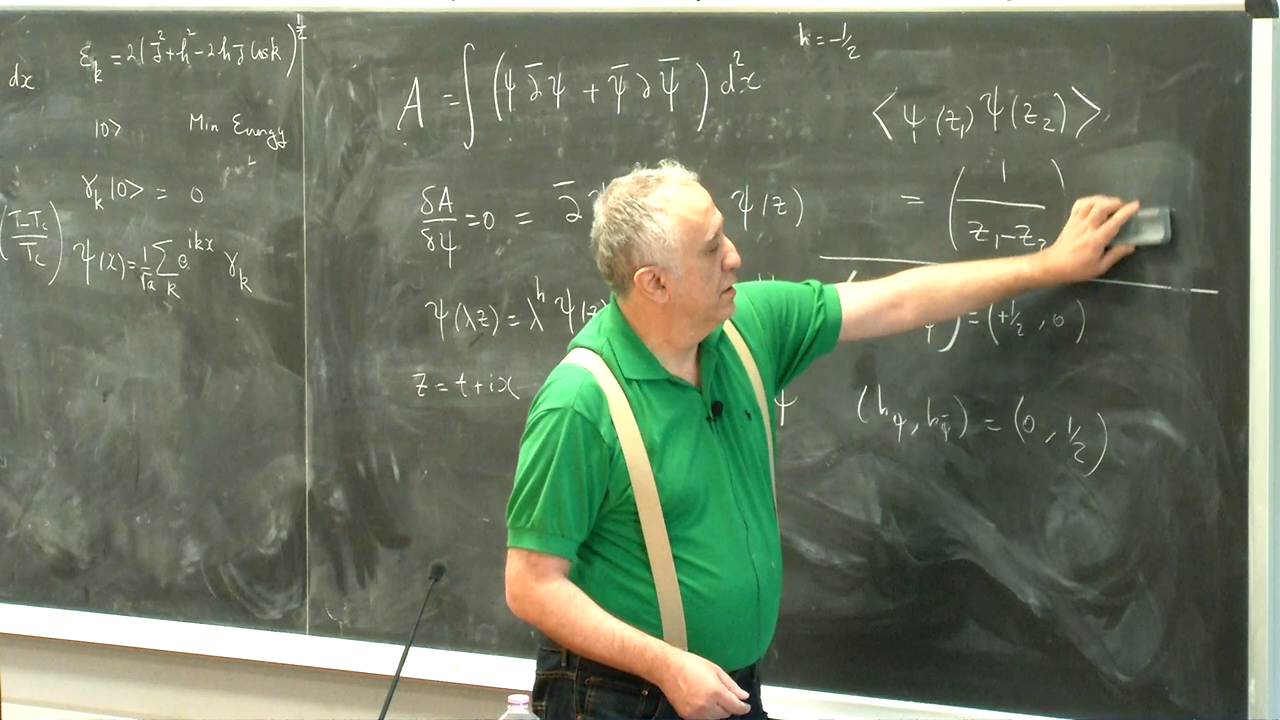 dx
ε_k = 2(J² + h² - 2hJ cos k)^{1/2}
|0> Min Energy
γ_k |0> = 0
(T-T_c / T_c)
ψ(x) = 1/√a Σ_k e^{ikx} γ_k
A = ∫ (ψ ∂̄ ψ + ψ̄ ∂ ψ̄) d²x
δA/δψ = 0 = ∂̄ ψ(z)
ψ(λz) = λ^h ψ(z)
z = t + ix
ψ
h = -1/2
<ψ(z₁) ψ(z₂)>
= (1 / z₁ - z₂)
) = (+1/2, 0)
(h_ψ, h_ψ̄) = (0, 1/2)